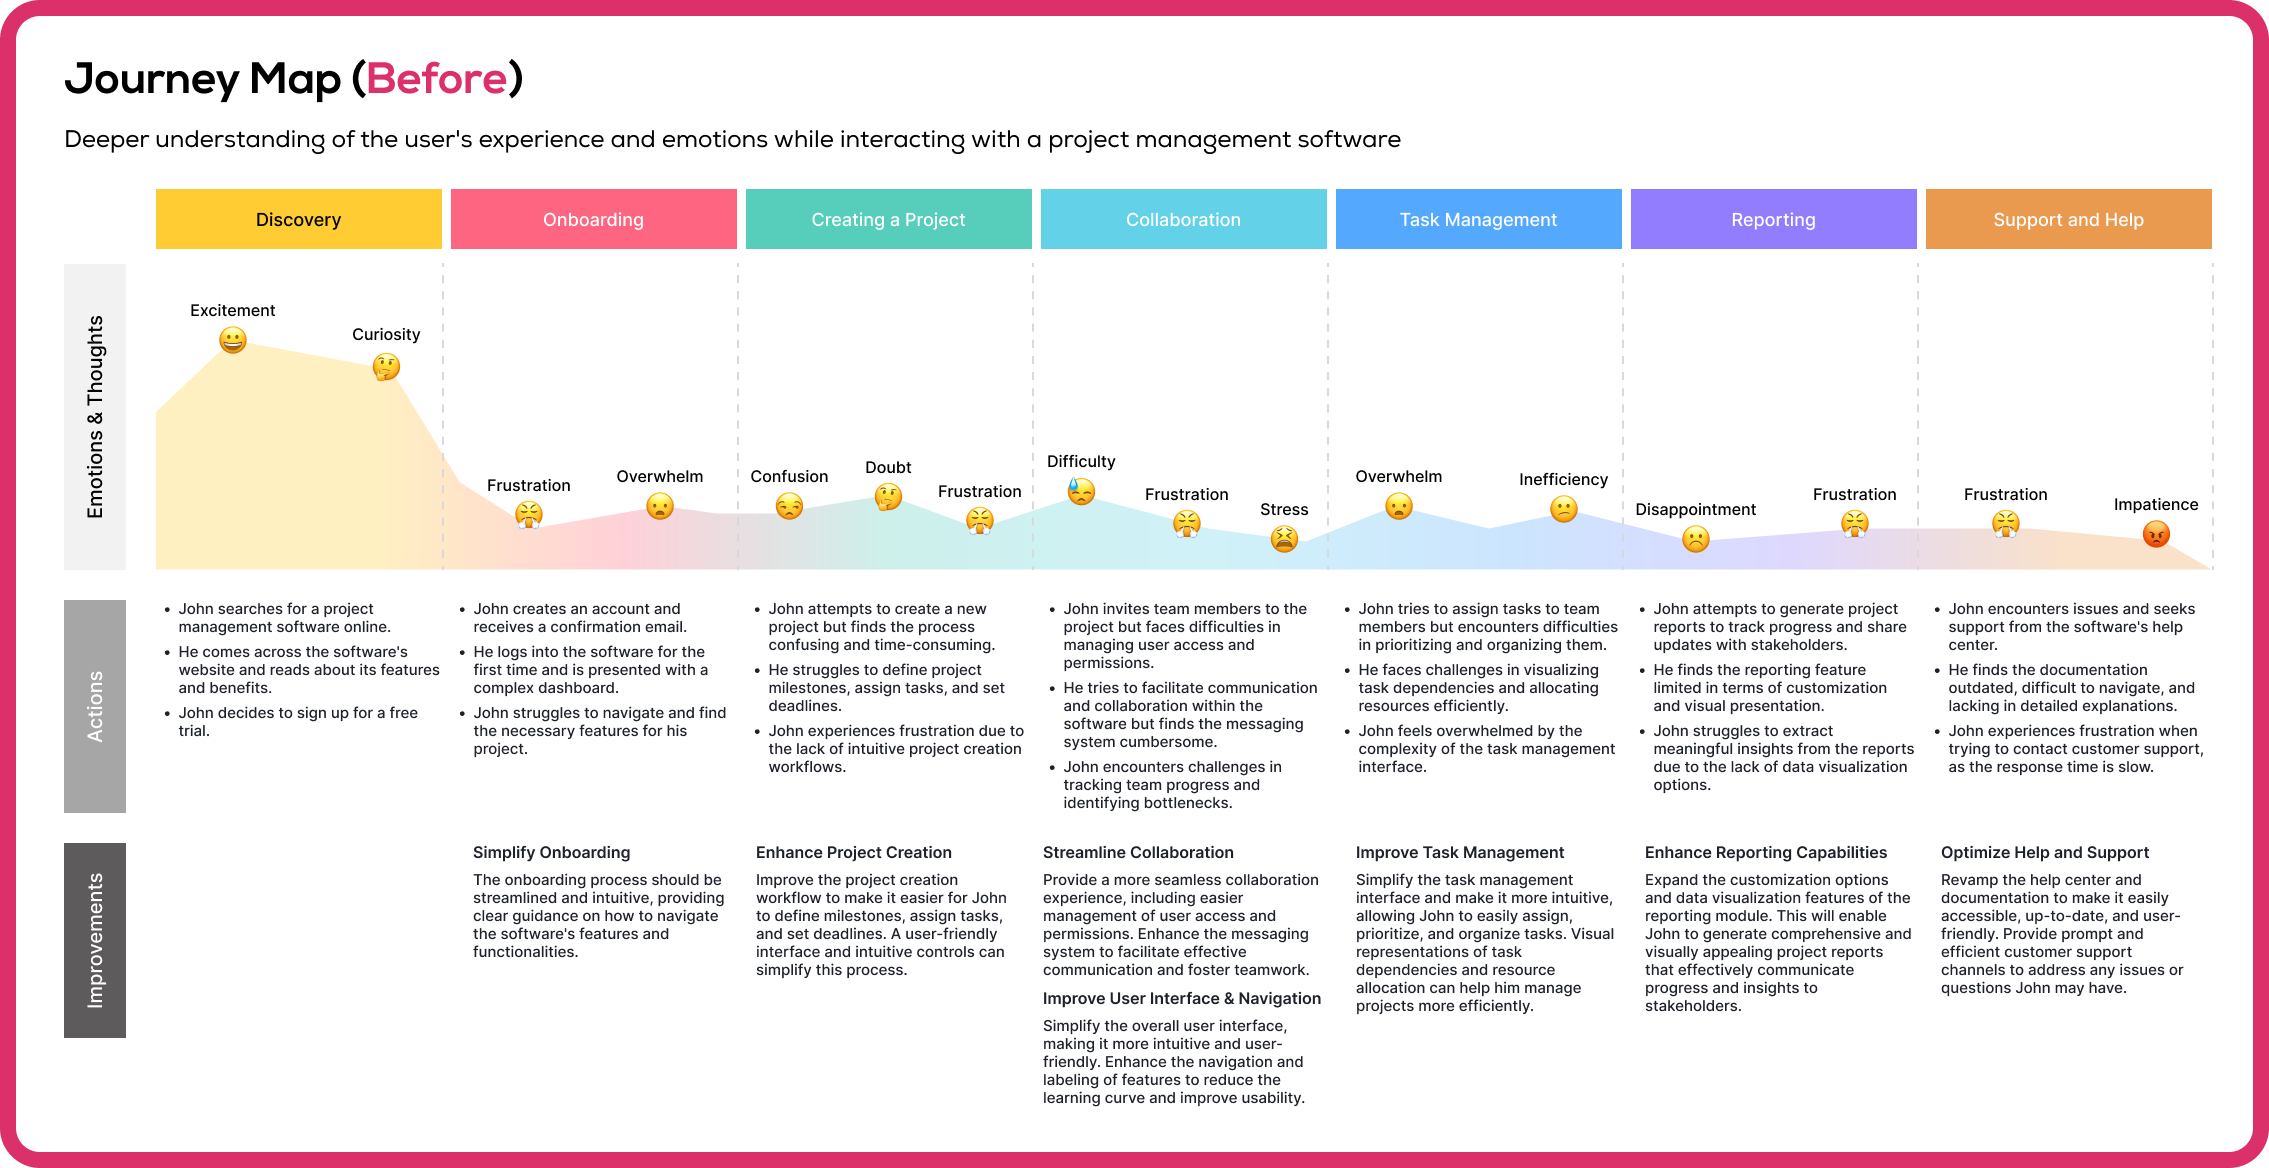 Journey Map (Before)
Deeper understanding of the user's experience and emotions while interacting with a project management software
Discovery
Onboarding
Creating a Project
Collaboration
Task Management
Reporting
Support and Help
Emotions & Thoughts
Excitement
Curiosity
Frustration
Overwhelm
Confusion
Doubt
Frustration
Difficulty
Frustration
Stress
Overwhelm
Inefficiency
Disappointment
Frustration
Frustration
Impatience
Actions
• John searches for a project
management software online.
• He comes across the software's
website and reads about its features
and benefits.
• John decides to sign up for a free
trial.
• John creates an account and
receives a confirmation email.
• He logs into the software for the
first time and is presented with a
complex dashboard.
• John struggles to navigate and find
the necessary features for his
project.
• John attempts to create a new
project but finds the process
confusing and time-consuming.
• He struggles to define project
milestones, assign tasks, and set
deadlines.
• John experiences frustration due to
the lack of intuitive project creation
workflows.
• John invites team members to the
project but faces difficulties in
managing user access and
permissions.
• He tries to facilitate communication
and collaboration within the
software but finds the messaging
system cumbersome.
• John encounters challenges in
tracking team progress and
identifying bottlenecks.
• John tries to assign tasks to team
members but encounters difficulties
in prioritizing and organizing them.
• He faces challenges in visualizing
task dependencies and allocating
resources efficiently.
• John feels overwhelmed by the
complexity of the task management
interface.
• John attempts to generate project
reports to track progress and share
updates with stakeholders.
• He finds the reporting feature
limited in terms of customization
and visual presentation.
• John struggles to extract
meaningful insights from the reports
due to the lack of data visualization
options.
• John encounters issues and seeks
support from the software's help
center.
• He finds the documentation
outdated, difficult to navigate, and
lacking in detailed explanations.
• John experiences frustration when
trying to contact customer support,
as the response time is slow.
Improvements
Simplify Onboarding
The onboarding process should be
streamlined and intuitive, providing
clear guidance on how to navigate
the software's features and
functionalities.
Enhance Project Creation
Improve the project creation
workflow to make it easier for John
to define milestones, assign tasks,
and set deadlines. A user-friendly
interface and intuitive controls can
simplify this process.
Streamline Collaboration
Provide a more seamless collaboration
experience, including easier
management of user access and
permissions. Enhance the messaging
system to facilitate effective
communication and foster teamwork.
Improve User Interface & Navigation
Simplify the overall user interface,
making it more intuitive and user-
friendly. Enhance the navigation and
labeling of features to reduce the
learning curve and improve usability.
Improve Task Management
Simplify the task management
interface and make it more intuitive,
allowing John to easily assign,
prioritize, and organize tasks. Visual
representations of task
dependencies and resource
allocation can help him manage
projects more efficiently.
Enhance Reporting Capabilities
Expand the customization options
and data visualization features of the
reporting module. This will enable
John to generate comprehensive and
visually appealing project reports
that effectively communicate
progress and insights to
stakeholders.
Optimize Help and Support
Revamp the help center and
documentation to make it easily
accessible, up-to-date, and user-
friendly. Provide prompt and
efficient customer support
channels to address any issues or
questions John may have.